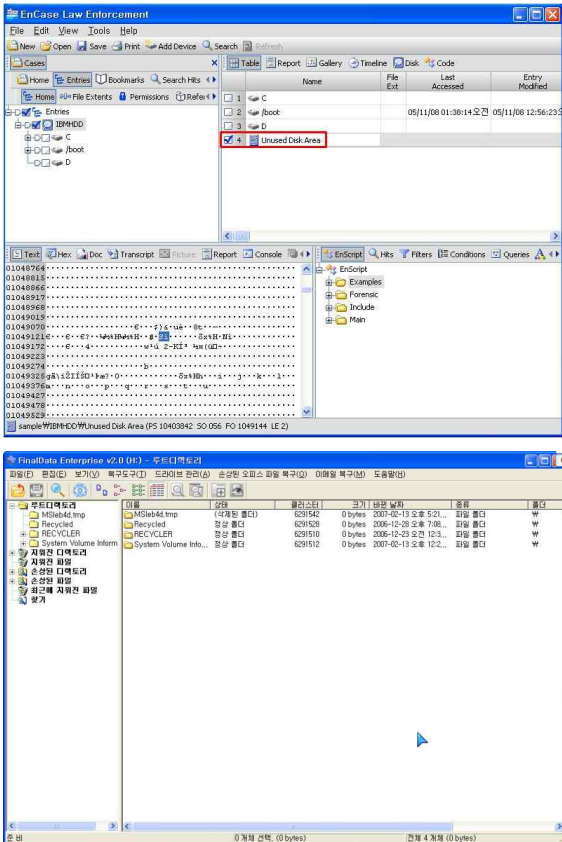 EnCase Law Enforcement
File Edit View Tools Help
New Open Save Print Add Device Search Refresh
Cases
Table Report Gallery Timeline Disk Code
Home Entries Bookmarks Search Hits
Home File Extents Permissions Refer
Entries
IBMHDD
C
/boot
D
Name File Ext Last Accessed Entry Modified
1 C
2 /boot 05/11/08 01:38:14오전 05/11/08 12:56:23오
3 D
4 Unused Disk Area
Text Hex Doc Transcript Picture Report Console
EnScript Hits Filters Conditions Queries
EnScript
Examples
Forensic
Include
Main
01048764
01048815
01048866
01048917
01048968
01049019
01049070
01049121
01049172
01049223
01049274
01049325
01049376 m n o p q r s t u
01049427
01049478
01049529
sample₩IBMHDD₩Unused Disk Area (PS 10403842 SO 056 FO 1049144 LE 2)
FinalData Enterprise v2.0 (H:) - 루트디렉토리
파일(F) 편집(E) 보기(V) 복구도구(T) 드라이브 관리(A) 손상된 오피스 파일 복구(O) 이메일 복구(M) 도움말(H)
루트디렉토리
MSIeb4d.tmp
Recycled
RECYCLER
System Volume Inform
지워진 디렉토리
지워진 파일
손상된 디렉토리
손상된 파일
최근에 지워진 파일
찾기
이름 상태 클러스터 크기 바뀐 날짜 종류 폴더
MSIeb4d.tmp (삭제된 폴더) 6291542 0 bytes 2007-02-13 오후 5:21... 파일 폴더 ₩
Recycled 정상 폴더 6291528 0 bytes 2006-12-28 오후 7:08... 파일 폴더 ₩
RECYCLER 정상 폴더 6291510 0 bytes 2006-12-23 오전 12:3... 파일 폴더 ₩
System Volume Info... 정상 폴더 6291512 0 bytes 2007-02-13 오후 12:2... 파일 폴더 ₩
준비 0 개체 선택, (0 bytes) 전체 4 개체 (0 bytes)